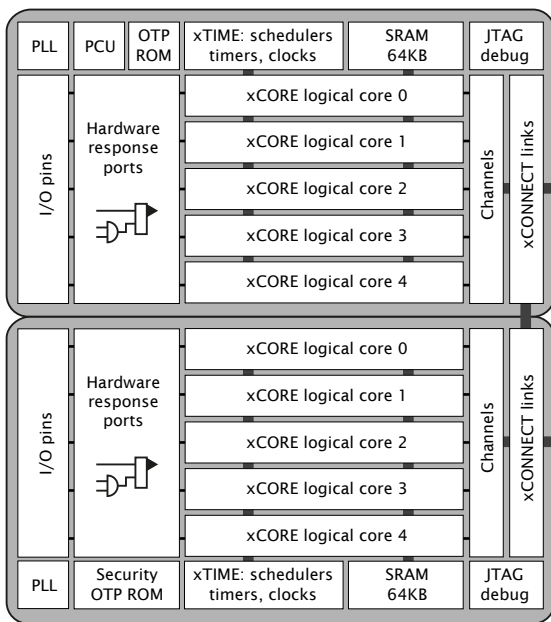 PLL
PCU
OTP
ROM
xTIME: schedulers
timers, clocks
SRAM
64KB
JTAG
debug
I/O pins
Hardware
response
ports
xCORE logical core 0
xCORE logical core 1
xCORE logical core 2
xCORE logical core 3
xCORE logical core 4
Channels
xCONNECT links
I/O pins
Hardware
response
ports
xCORE logical core 0
xCORE logical core 1
xCORE logical core 2
xCORE logical core 3
xCORE logical core 4
Channels
xCONNECT links
PLL
Security
OTP ROM
xTIME: schedulers
timers, clocks
SRAM
64KB
JTAG
debug